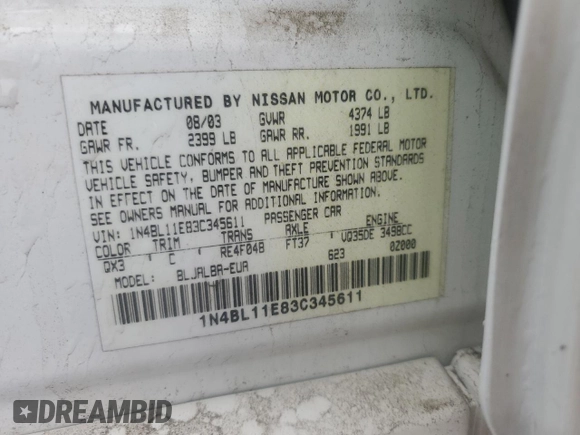 MANUFACTURED BY NISSAN MOTOR CO., LTD.
DATE 08/03 GVWR 4374 LB
GAWR FR. 2399 LB GAWR RR. 1991 LB
THIS VEHICLE CONFORMS TO ALL APPLICABLE FEDERAL MOTOR
VEHICLE SAFETY, BUMPER AND THEFT PREVENTION STANDARDS
IN EFFECT ON THE DATE OF MANUFACTURE SHOWN ABOVE.
SEE OWNERS MANUAL FOR ADDITIONAL INFORMATION.
VIN: 1N4BL11E83C345611 PASSENGER CAR
COLOR TRIM TRANS AXLE ENGINE
QX3 C RE4F04B FT37 VQ35DE 3498CC
MODEL BLJALBA-EUA 623 0Z000
1N4BL11E83C345611
DREAMBID